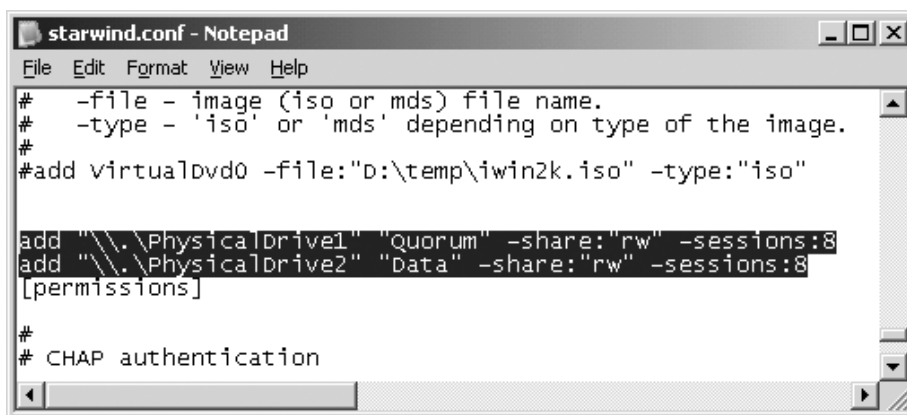 starwind.conf - Notepad
File Edit Format View Help
#   -file - image (iso or mds) file name.
#   -type - 'iso' or 'mds' depending on type of the image.
#
#add VirtualDvd0 -file:"D:\temp\iwin2k.iso" -type:"iso"
add "\\.\PhysicalDrive1" "Quorum" -share:"rw" -sessions:8
add "\\.\PhysicalDrive2" "Data" -share:"rw" -sessions:8
[permissions]
#
# CHAP authentication